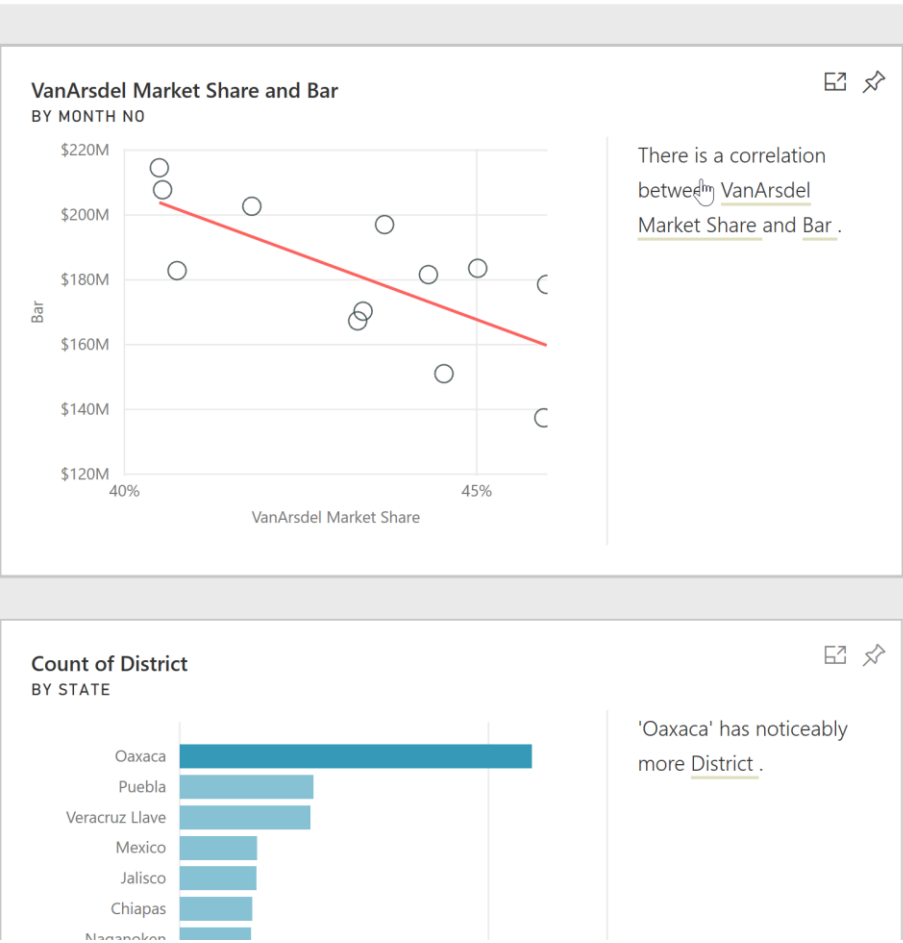 VanArsdel Market Share and Bar
BY MONTH NO
$220M
$200M
$180M
$160M
$140M
$120M
Bar
40%
45%
VanArsdel Market Share
There is a correlation
between VanArsdel
Market Share and Bar .
Count of District
BY STATE
Oaxaca
Puebla
Veracruz Llave
Mexico
Jalisco
Chiapas
'Oaxaca' has noticeably
more District .